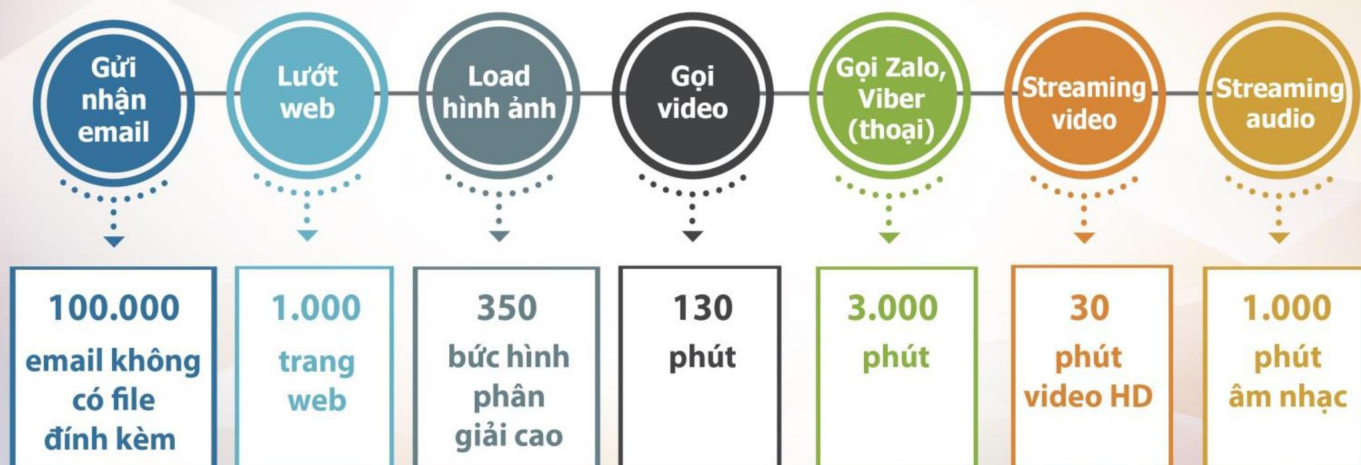 Gửi
nhận
email
Lướt
web
Load
hình ảnh
Gọi
video
Gọi Zalo,
Viber
(thoại)
Streaming
video
Streaming
audio
100.000
email không
có file
đính kèm
1.000
trang
web
350
bức hình
phân
giải cao
130
phút
3.000
phút
30
phút
video HD
1.000
phút
âm nhạc